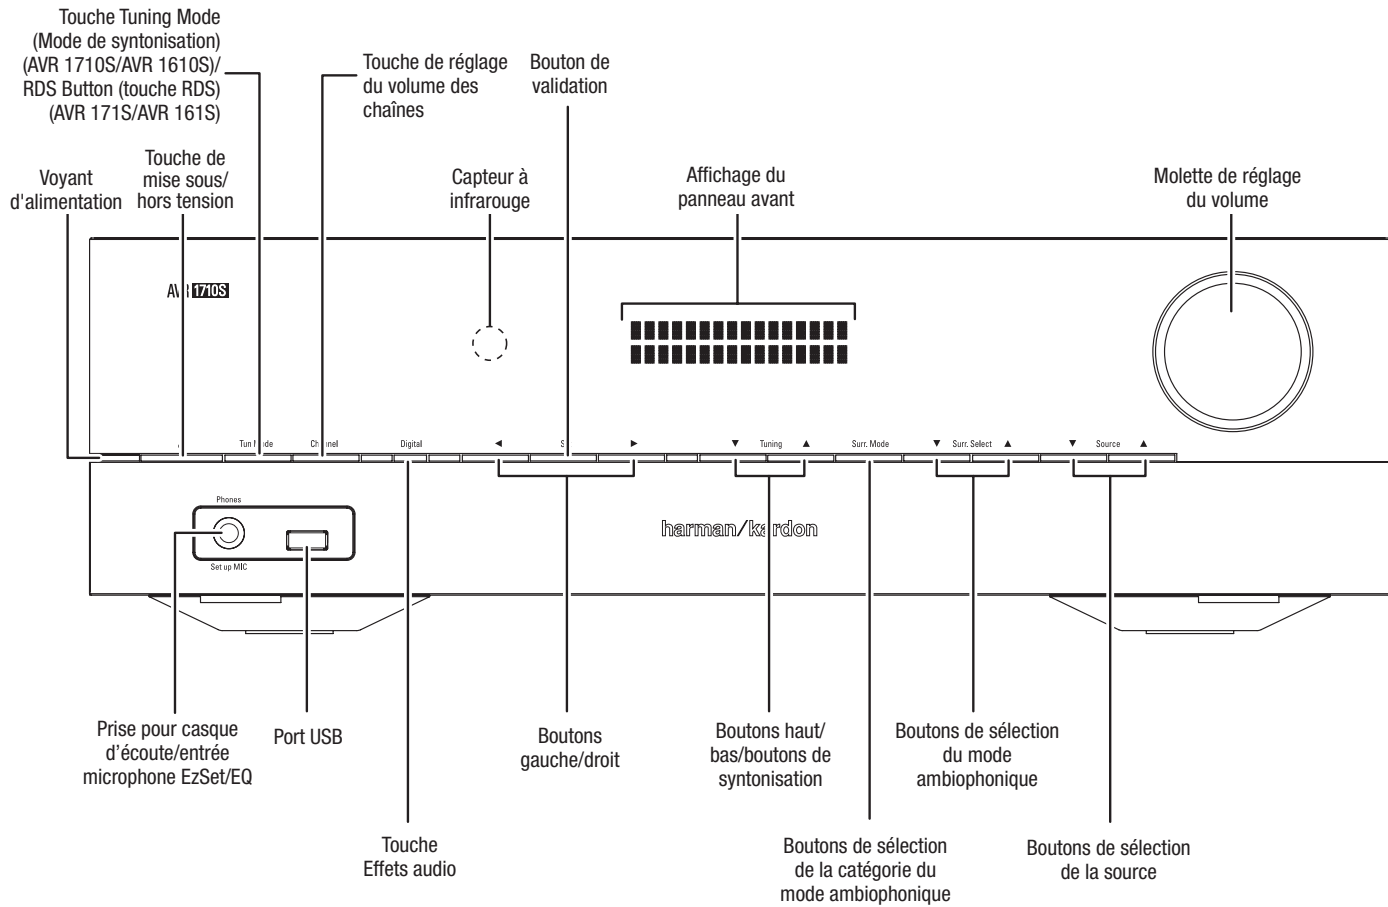 Touche Tuning Mode
(Mode de syntonisation)
(AVR 1710S/AVR 1610S)/
RDS Button (touche RDS)
(AVR 171S/AVR 161S)
Touche de réglage
du volume des
chaînes
Bouton de
validation
Voyant
d'alimentation
Touche de
mise sous/
hors tension
Capteur à
infrarouge
Affichage du
panneau avant
Molette de réglage
du volume
1710S
Digital
Tuning
Surr. Mode
Surr. Select
Source
Phones
Set up MIC
harman/kardon
Prise pour casque
d’écoute/entrée
microphone EzSet/EQ
Port USB
Boutons
gauche/droit
Boutons haut/
bas/boutons de
syntonisation
Boutons de sélection
du mode
ambiophonique
Touche
Effets audio
Boutons de sélection
de la catégorie du
mode ambiophonique
Boutons de sélection
de la source